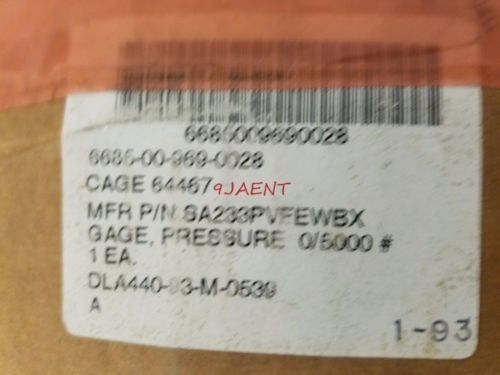 6685009690028
6685-00-969-0028
CAGE 64467 9JAENT
MFR P/N SA233PVFEWBX
GAGE, PRESSURE 0/5000 #
1 EA.
DLA440-93-M-0539
A
1-93